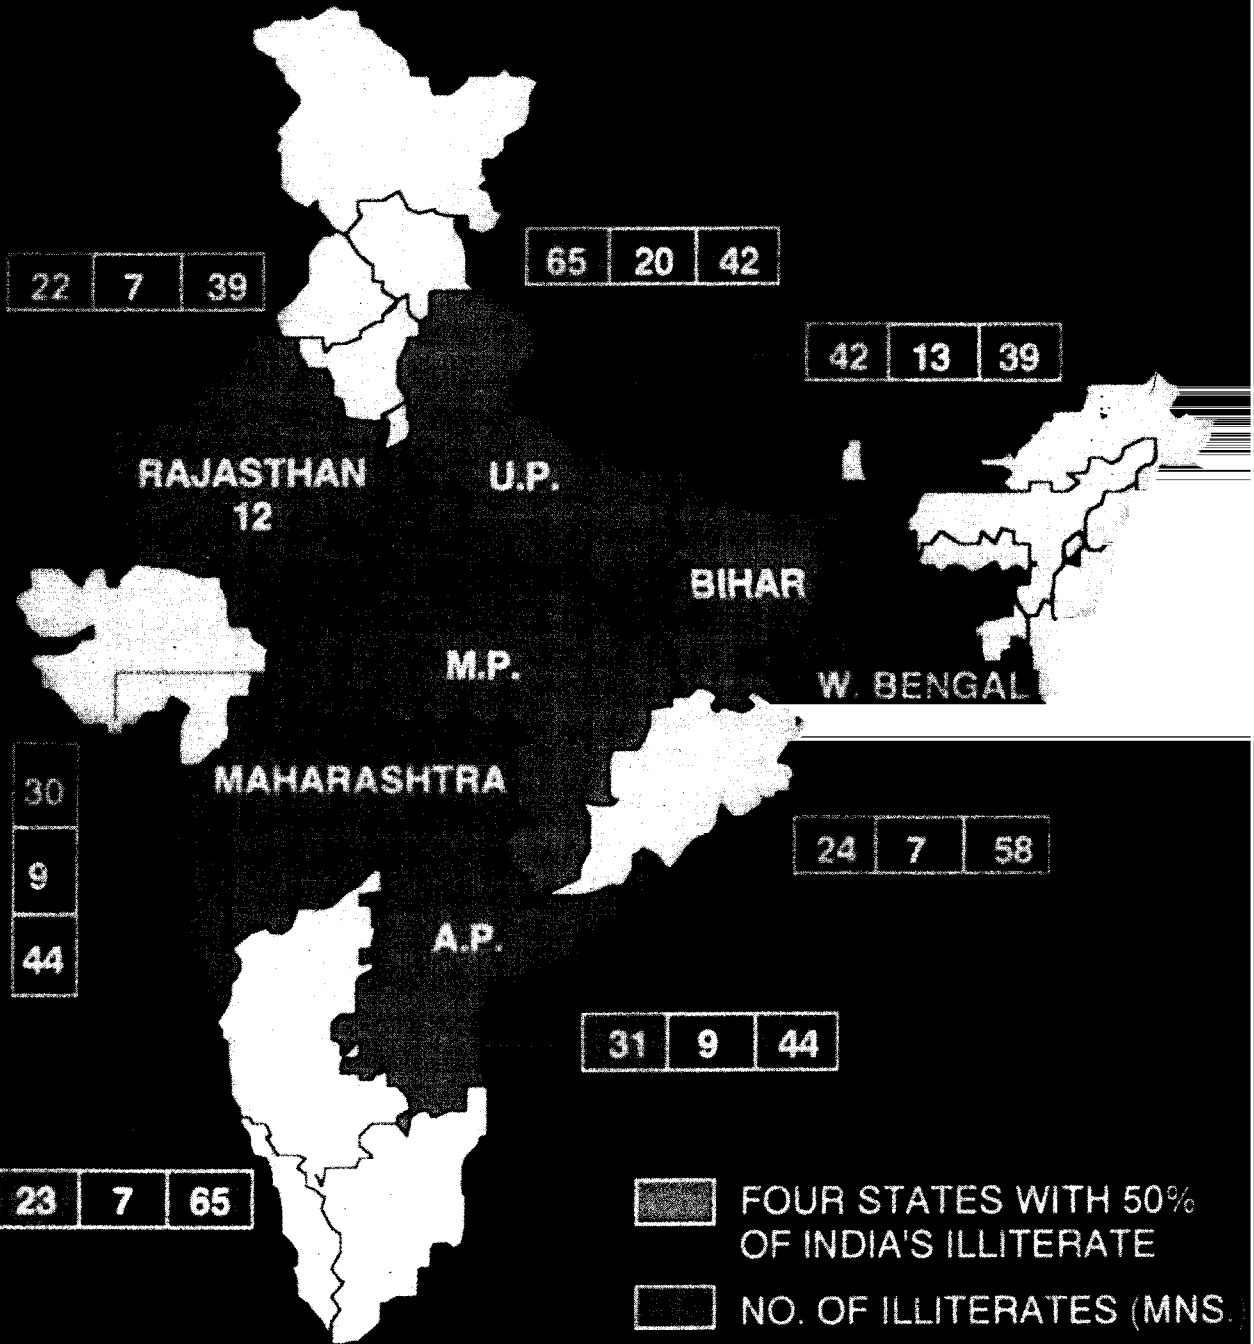 65 20 42
22 7 39
42 13 39
RAJASTHAN
12
U.P.
BIHAR
M.P.
W. BENGAL
MAHARASHTRA
30
9
44
24 7 58
A.P.
31 9 44
23 7 65
FOUR STATES WITH 50%
OF INDIA'S ILLITERATE
NO. OF ILLITERATES (MNS.